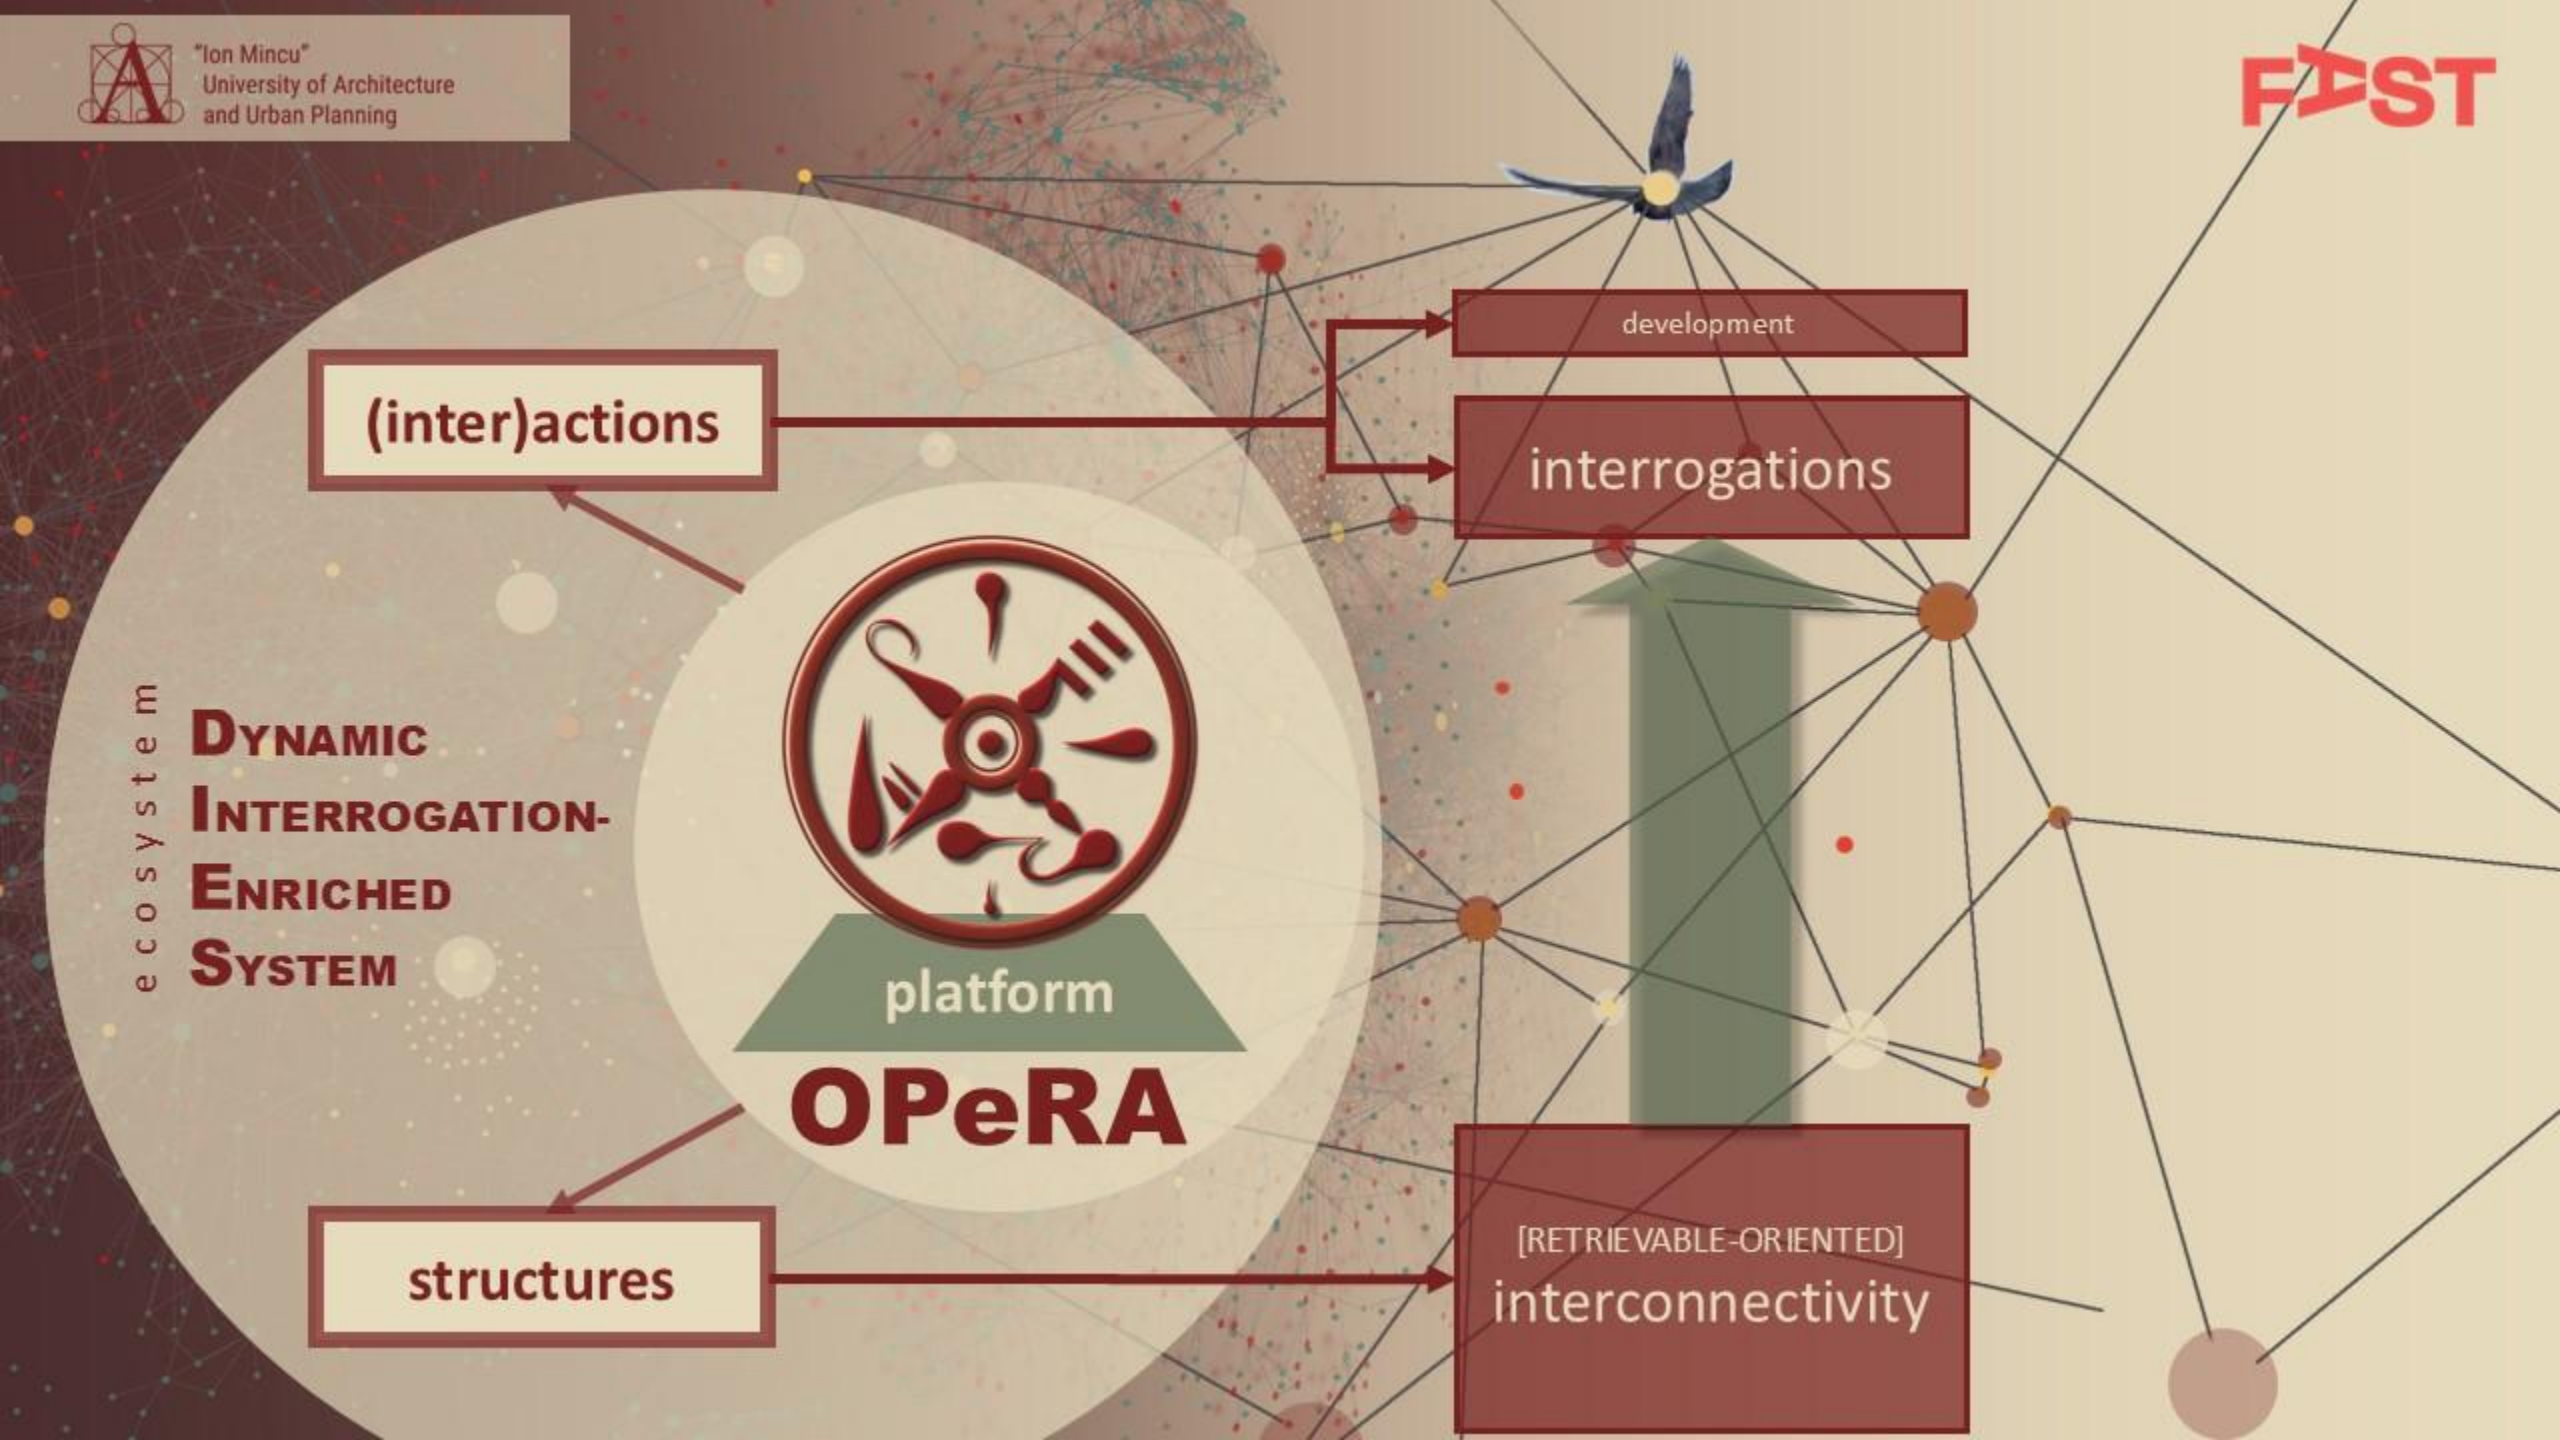 "Ion Mincu"
University of Architecture
and Urban Planning
FAST
development
(inter)actions
interrogations
ecosystem
DYNAMIC
INTERROGATION-
ENRICHED
SYSTEM
platform
OPeRA
structures
[RETRIEVABLE-ORIENTED]
interconnectivity